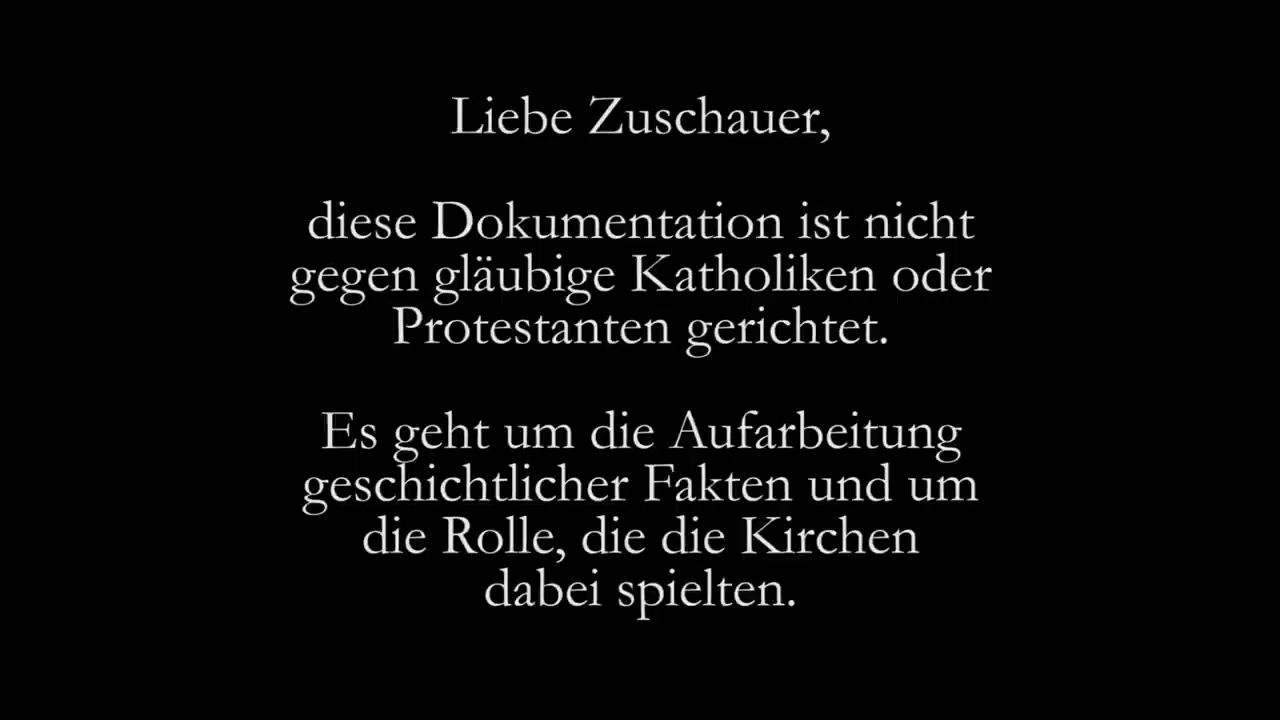 Liebe Zuschauer,
diese Dokumentation ist nicht
gegen gläubige Katholiken oder
Protestanten gerichtet.
Es geht um die Aufarbeitung
geschichtlicher Fakten und um
die Rolle, die die Kirchen
dabei spielten.